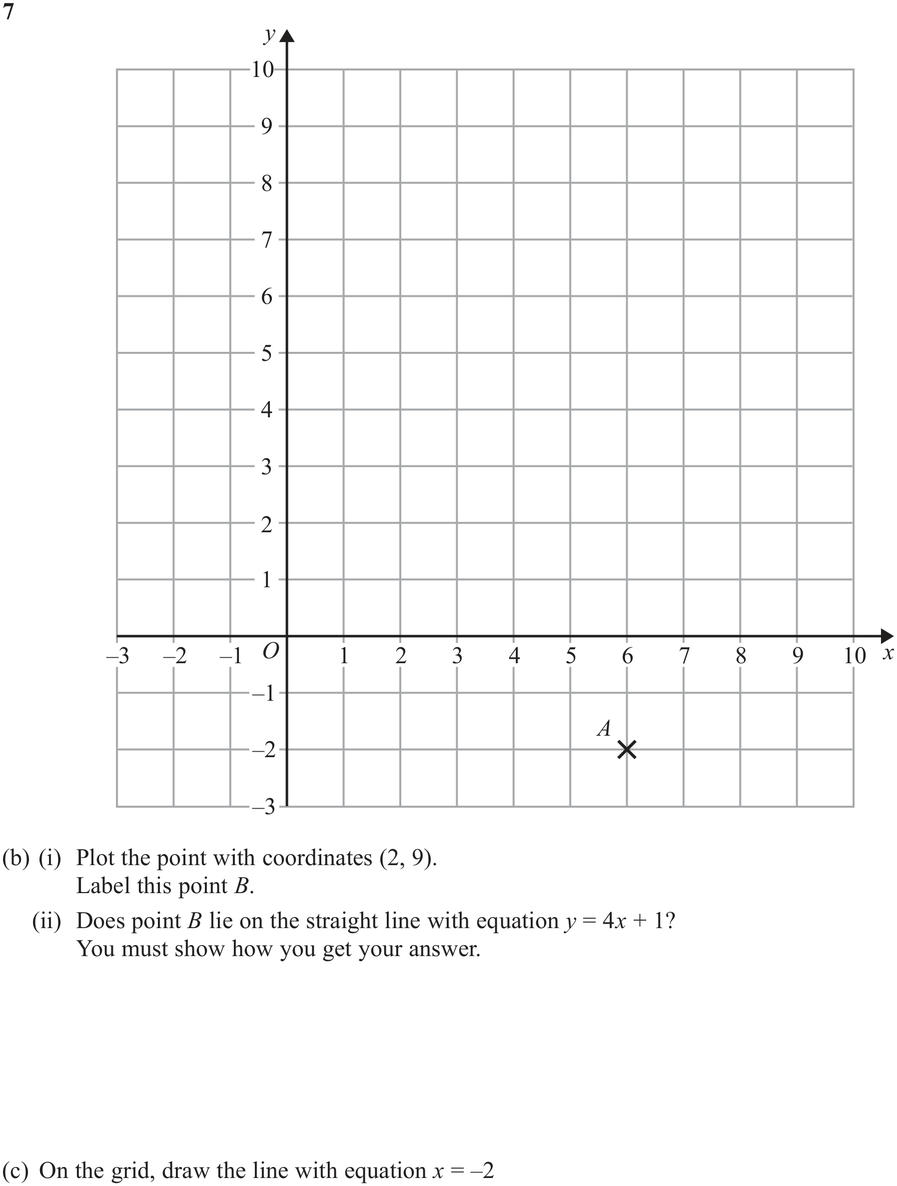 7
y
10
9
8
7
6
5
4
3
2
1
–3 –2 –1 O 1 2 3 4 5 6 7 8 9 10 x
–1
A
–2
–3
(b) (i) Plot the point with coordinates (2, 9).
Label this point B.
(ii) Does point B lie on the straight line with equation y = 4x + 1?
You must show how you get your answer.
(c) On the grid, draw the line with equation x = –2